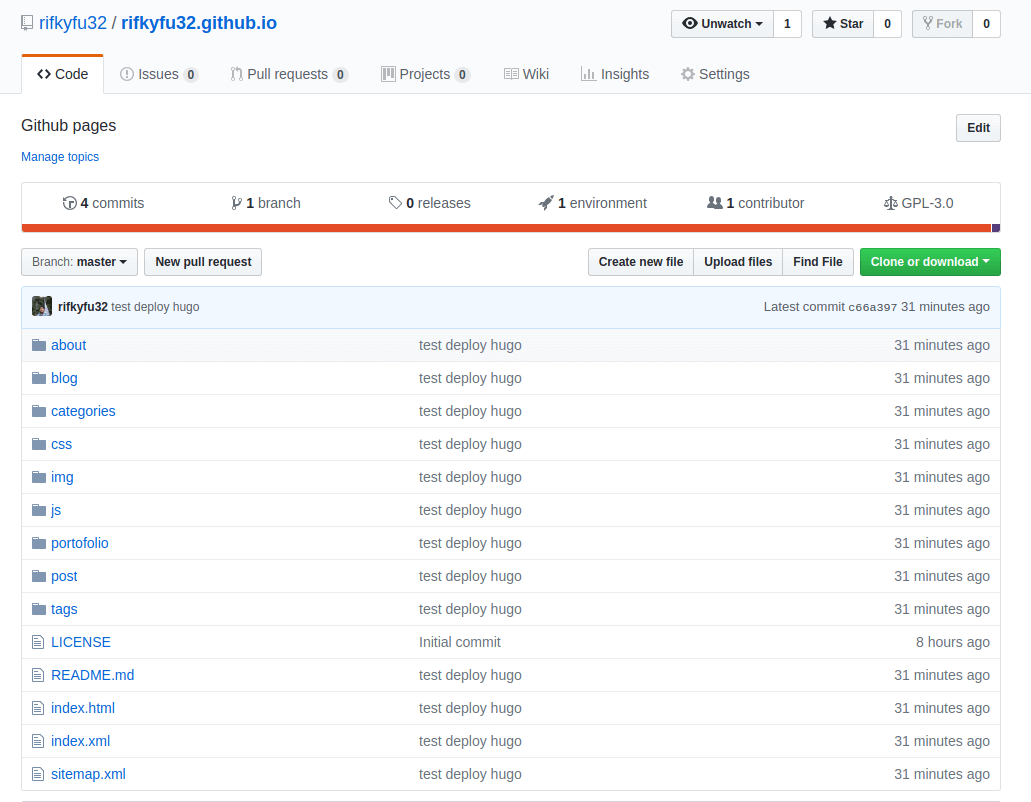 rifkyfu32 / rifkyfu32.github.io Unwatch 1 Star 0 Fork 0
Code Issues 0 Pull requests 0 Projects 0 Wiki Insights Settings
Github pages Edit
Manage topics
4 commits 1 branch 0 releases 1 environment 1 contributor GPL-3.0
Branch: master New pull request Create new file Upload files Find File Clone or download
rifkyfu32 test deploy hugo Latest commit c66a397 31 minutes ago
about test deploy hugo 31 minutes ago
blog test deploy hugo 31 minutes ago
categories test deploy hugo 31 minutes ago
css test deploy hugo 31 minutes ago
img test deploy hugo 31 minutes ago
js test deploy hugo 31 minutes ago
portofolio test deploy hugo 31 minutes ago
post test deploy hugo 31 minutes ago
tags test deploy hugo 31 minutes ago
LICENSE Initial commit 8 hours ago
README.md test deploy hugo 31 minutes ago
index.html test deploy hugo 31 minutes ago
index.xml test deploy hugo 31 minutes ago
sitemap.xml test deploy hugo 31 minutes ago